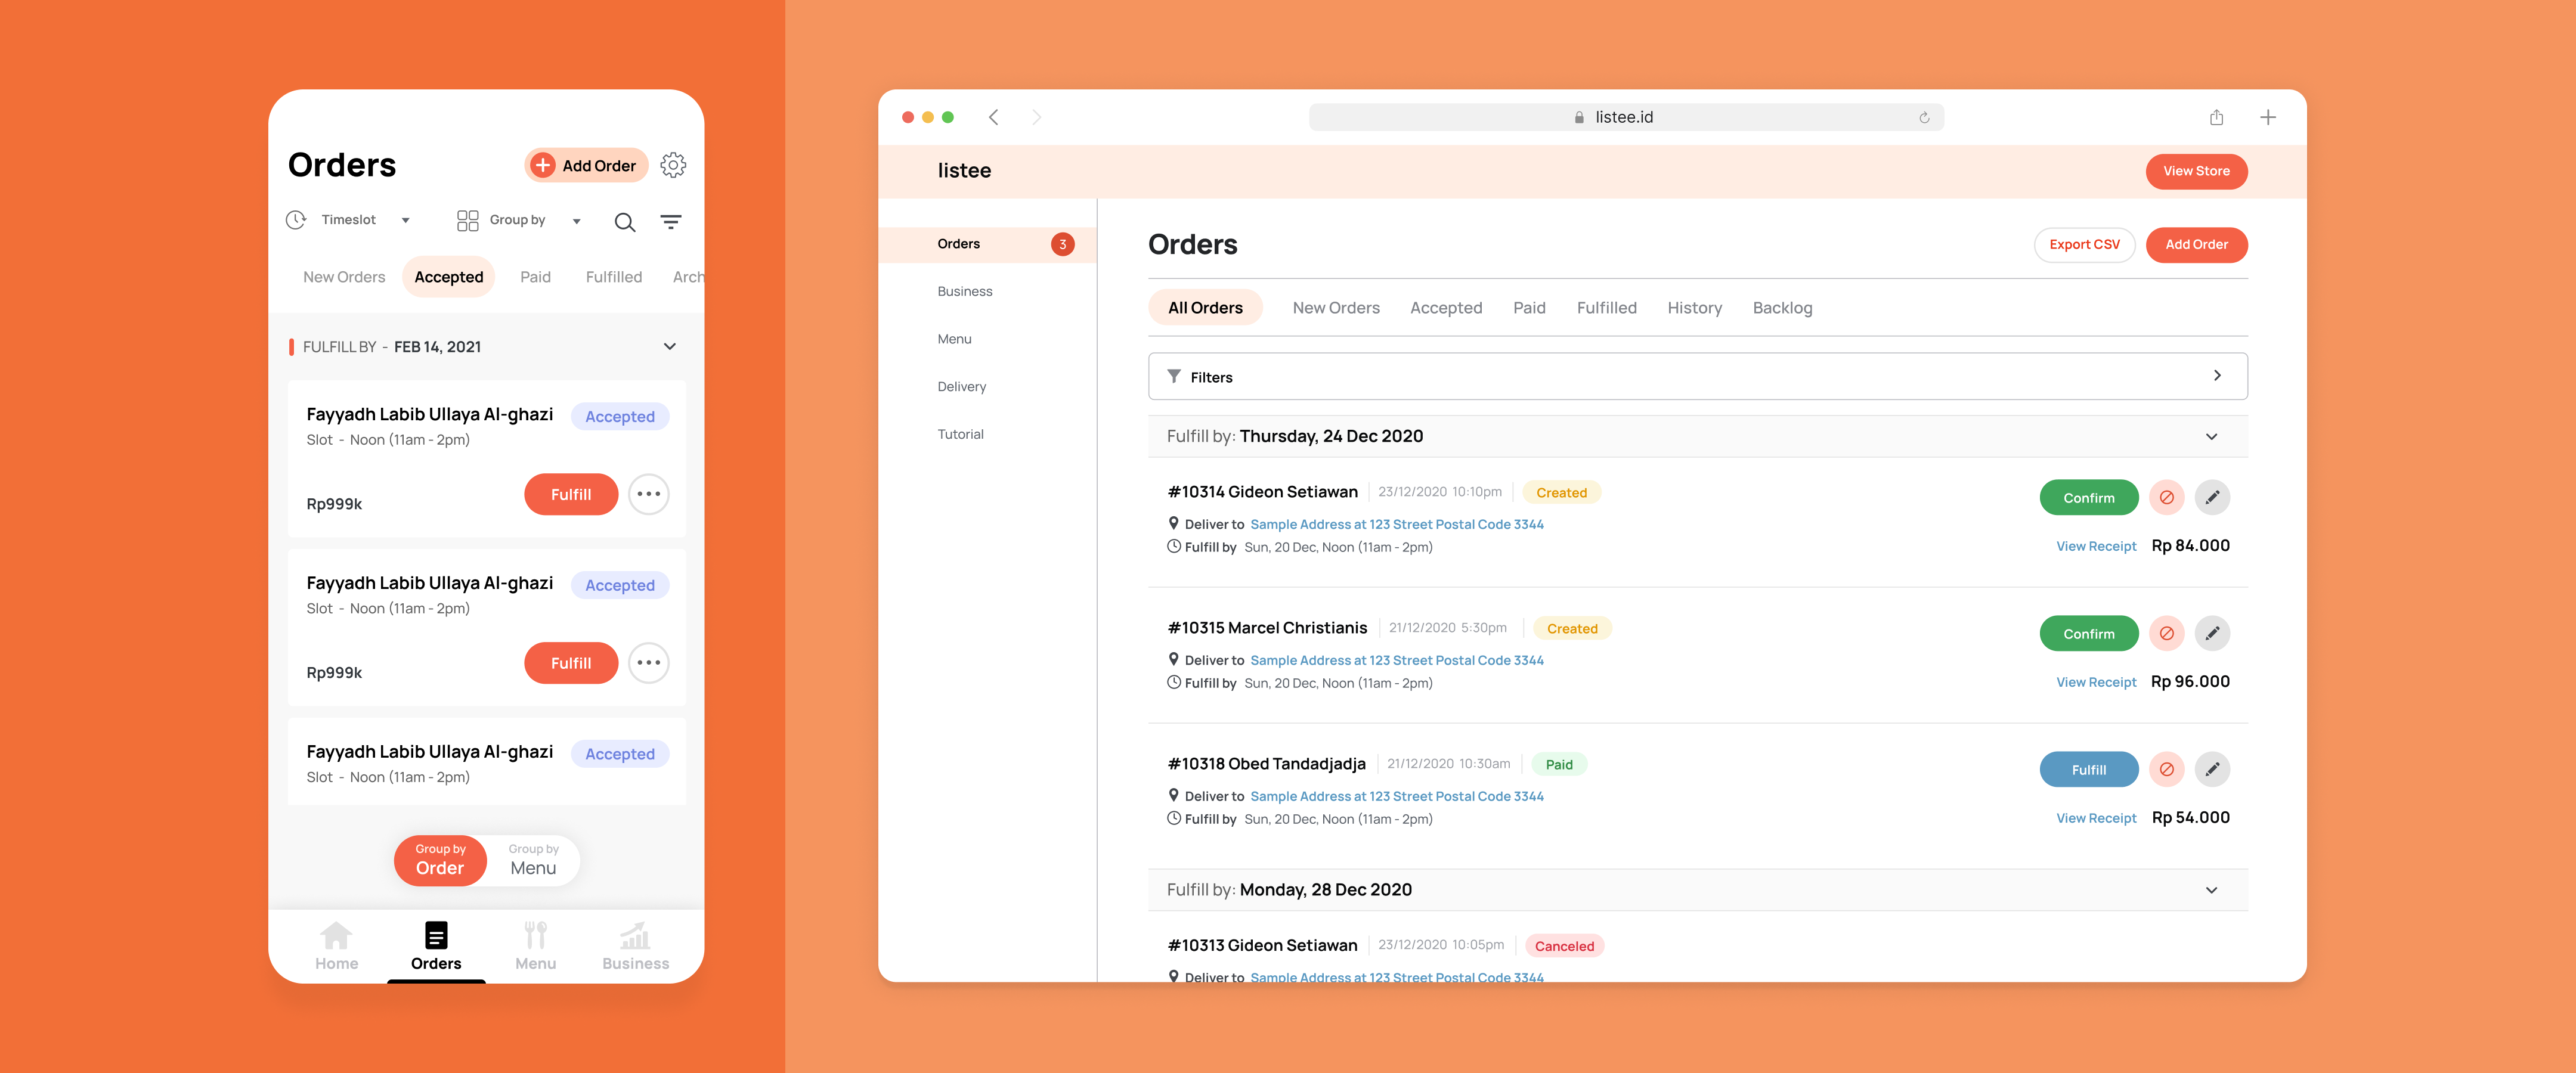 Orders
Add Order
Timeslot
Group by
New Orders
Accepted
Paid
Fulfilled
Arch
FULFILL BY - FEB 14, 2021
Fayyadh Labib Ullaya Al-ghazi
Accepted
Slot - Noon (11am - 2pm)
Rp999k
Fulfill
Fayyadh Labib Ullaya Al-ghazi
Accepted
Slot - Noon (11am - 2pm)
Rp999k
Fulfill
Fayyadh Labib Ullaya Al-ghazi
Accepted
Slot - Noon (11am - 2pm)
Group by
Order
Group by
Menu
Home
Orders
Menu
Business
listee.id
listee
View Store
Orders
3
Business
Menu
Delivery
Tutorial
Orders
Export CSV
Add Order
All Orders
New Orders
Accepted
Paid
Fulfilled
History
Backlog
Filters
Fulfill by: Thursday, 24 Dec 2020
#10314 Gideon Setiawan
23/12/2020 10:10pm
Created
Confirm
Deliver to Sample Address at 123 Street Postal Code 3344
Fulfill by Sun, 20 Dec, Noon (11am - 2pm)
View Receipt
Rp 84.000
#10315 Marcel Christianis
21/12/2020 5:30pm
Created
Confirm
Deliver to Sample Address at 123 Street Postal Code 3344
Fulfill by Sun, 20 Dec, Noon (11am - 2pm)
View Receipt
Rp 96.000
#10318 Obed Tandadjadja
21/12/2020 10:30am
Paid
Fulfill
Deliver to Sample Address at 123 Street Postal Code 3344
Fulfill by Sun, 20 Dec, Noon (11am - 2pm)
View Receipt
Rp 54.000
Fulfill by: Monday, 28 Dec 2020
#10313 Gideon Setiawan
23/12/2020 10:05pm
Canceled
Deliver to Sample Address at 123 Street Postal Code 3344